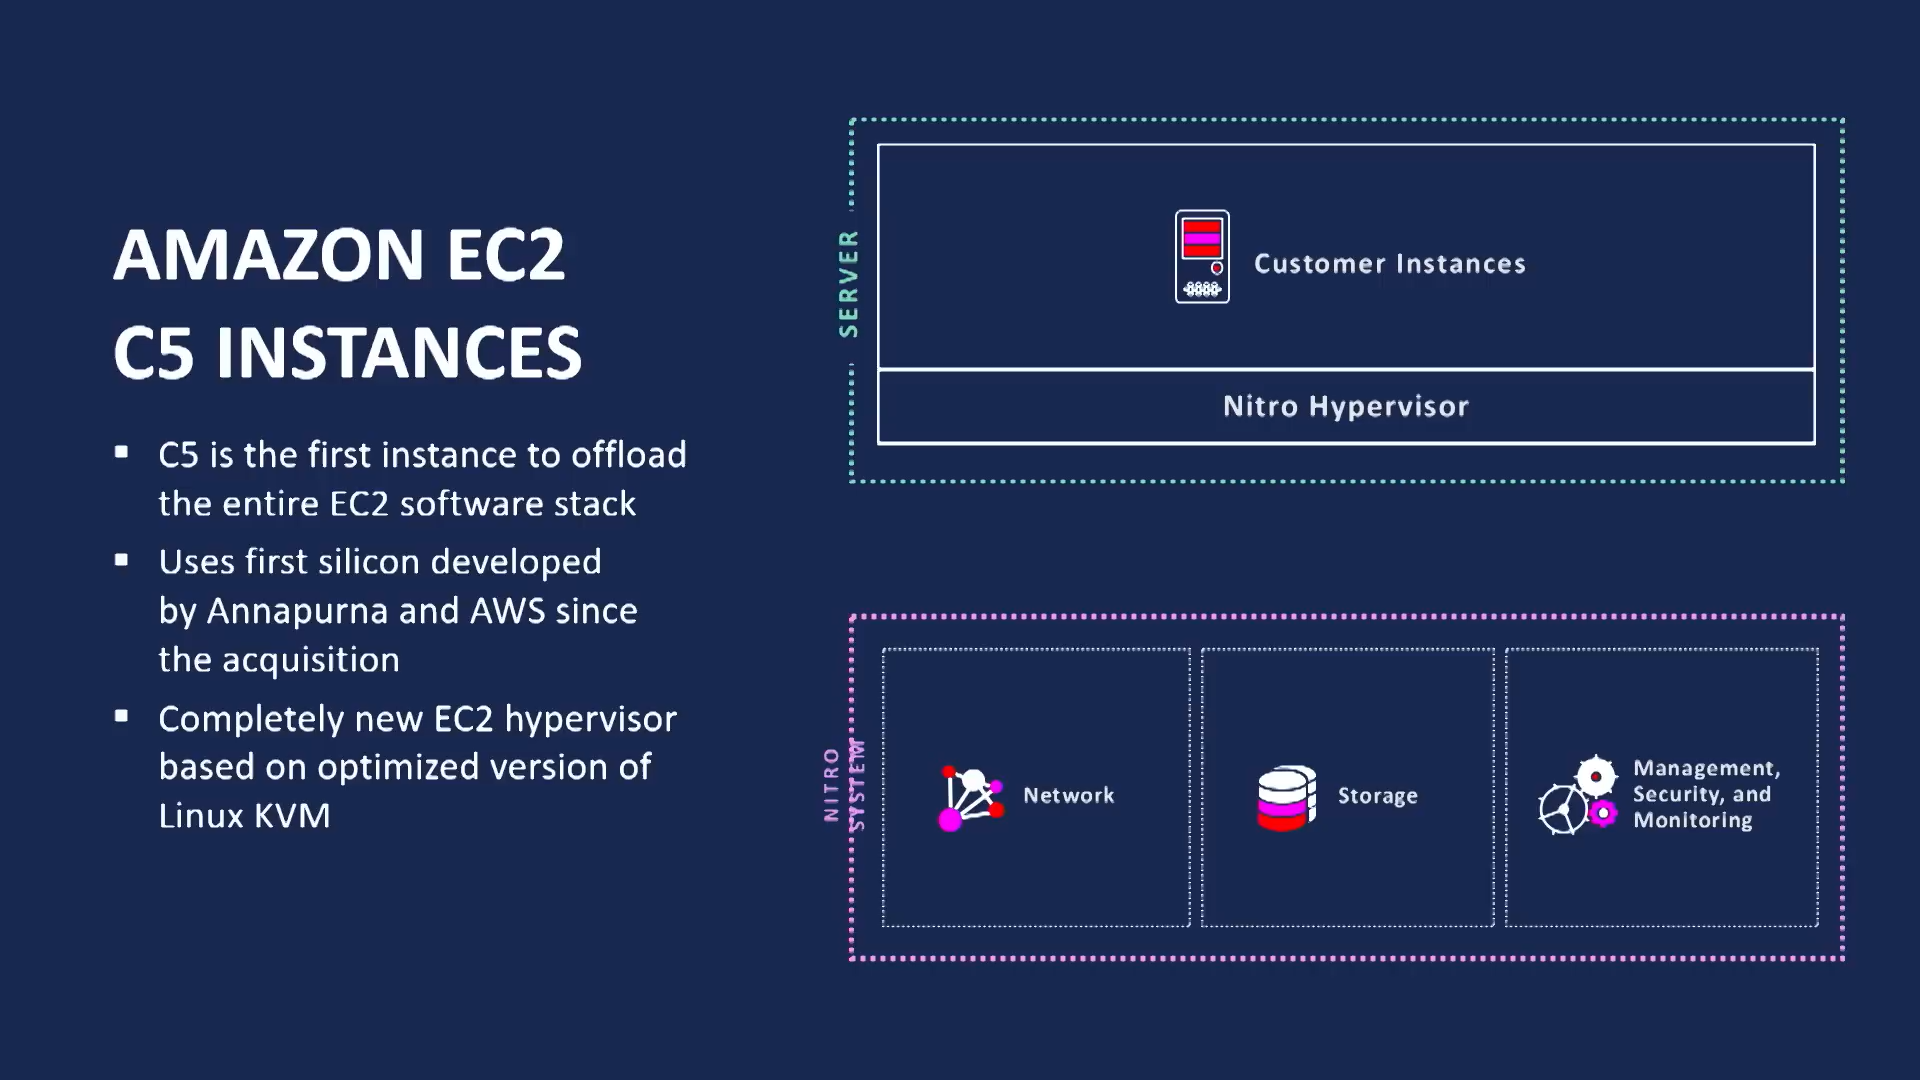 AMAZON EC2
C5 INSTANCES
▪ C5 is the first instance to offload
the entire EC2 software stack
▪ Uses first silicon developed
by Annapurna and AWS since
the acquisition
▪ Completely new EC2 hypervisor
based on optimized version of
Linux KVM
SERVER
Customer Instances
Nitro Hypervisor
NITRO
SYSTEM
Network
Storage
Management,
Security, and
Monitoring